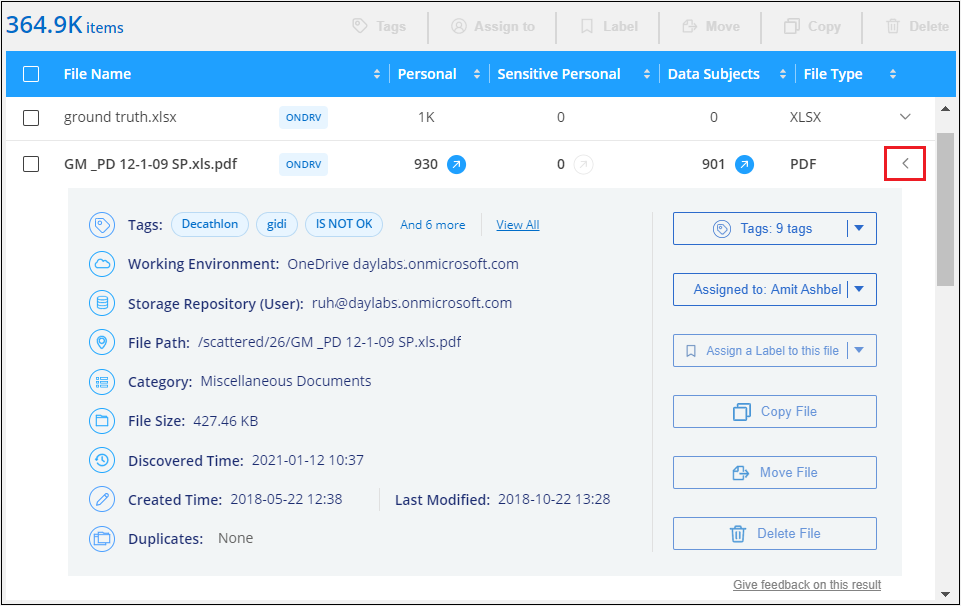 364.9K items
Tags Assign to Label Move Copy Delete
File Name Personal Sensitive Personal Data Subjects File Type
ground truth.xlsx ONDRV 1K 0 0 XLSX
GM _PD 12-1-09 SP.xls.pdf ONDRV 930 0 901 PDF
Tags: Decathlon gidi IS NOT OK And 6 more View All
Tags: 9 tags
Working Environment: OneDrive daylabs.onmicrosoft.com
Assigned to: Amit Ashbel
Storage Repository (User): ruh@daylabs.onmicrosoft.com
File Path: /scattered/26/GM _PD 12-1-09 SP.xls.pdf
Assign a Label to this file
Category: Miscellaneous Documents
Copy File
File Size: 427.46 KB
Discovered Time: 2021-01-12 10:37
Move File
Created Time: 2018-05-22 12:38 Last Modified: 2018-10-22 13:28
Delete File
Duplicates: None
Give feedback on this result